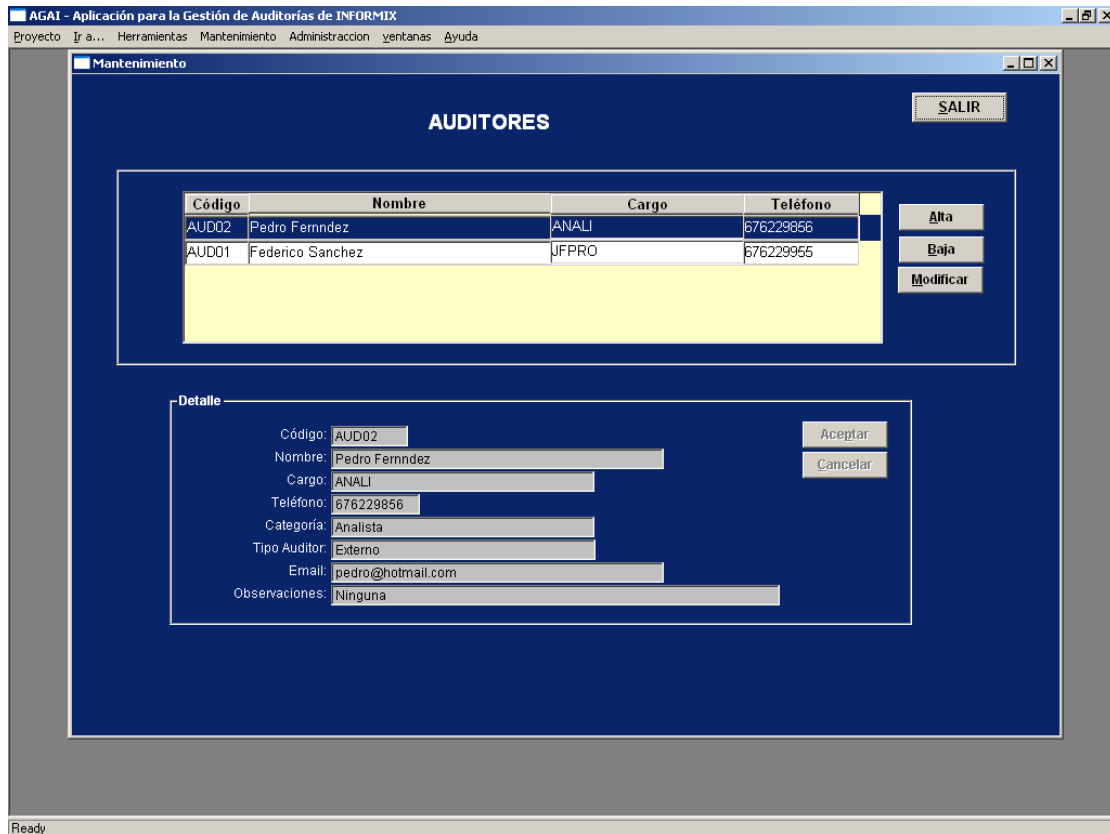 AGAI - Aplicación para la Gestión de Auditorías de INFORMIX
Proyecto Ir a... Herramientas Mantenimiento Administraccion ventanas Ayuda
Mantenimiento
SALIR
AUDITORES
Código Nombre Cargo Teléfono
AUD02 Pedro Fernndez ANALI 676229856
AUD01 Federico Sanchez JFPRO 676229955
Alta
Baja
Modificar
Detalle
Código: AUD02
Nombre: Pedro Fernndez
Cargo: ANALI
Teléfono: 676229856
Categoría: Analista
Tipo Auditor: Externo
Email: pedro@hotmail.com
Observaciones: Ninguna
Aceptar
Cancelar
Ready